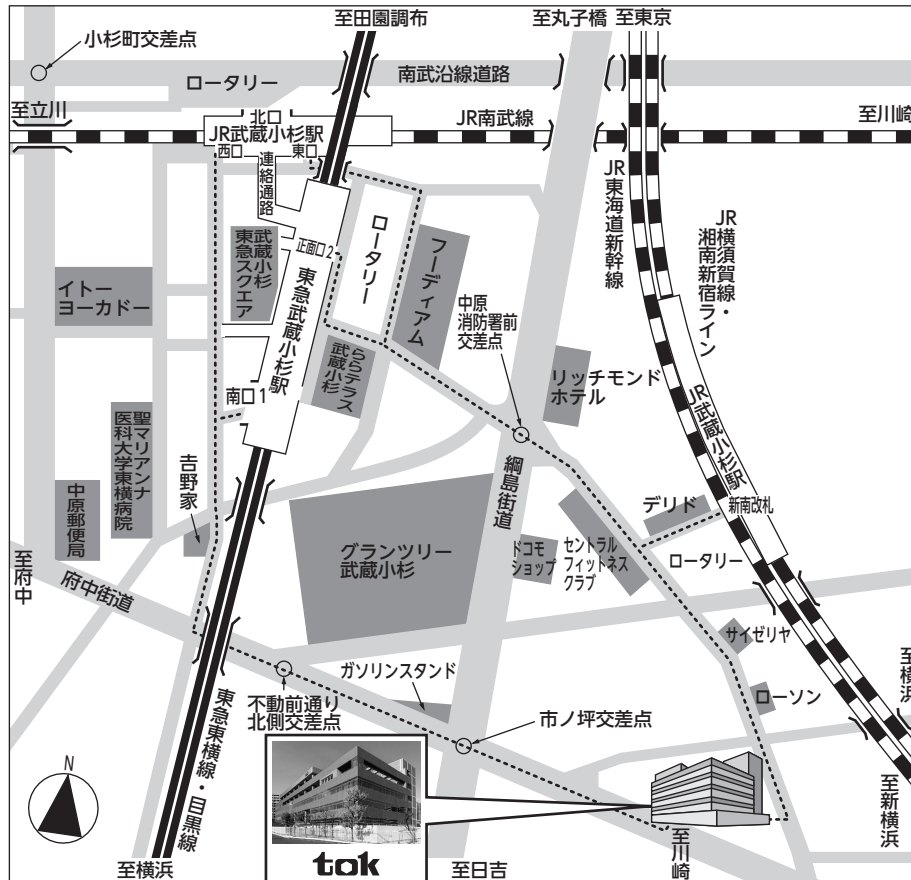 至田園調布
至丸子橋
至東京
小杉町交差点
ロータリー
南武沿線道路
至立川
北口
JR武蔵小杉駅
西口
東口
JR南武線
至川崎
連絡通路
JR東海道新幹線
JR横須賀線・
湘南新宿ライン
武蔵小杉
東急スクエア
正面口2
ロータリー
フーディアム
東急武蔵小杉駅
イトー
ヨーカドー
中原
消防署前
交差点
ららテラス
武蔵小杉
リッチモンド
ホテル
南口1
JR武蔵小杉駅
聖マリアンナ
医科大学東横病院
吉野家
中原郵便局
綱島街道
デリド
新南改札
グランツリー
武蔵小杉
ドコモ
ショップ
セントラル
フィットネス
クラブ
ロータリー
至府中
府中街道
サイゼリヤ
ガソリンスタンド
至横浜
ローソン
不動前通り
北側交差点
市ノ坪交差点
東急東横線・目黒線
N
至新横浜
tok
至横浜
至日吉
至川崎